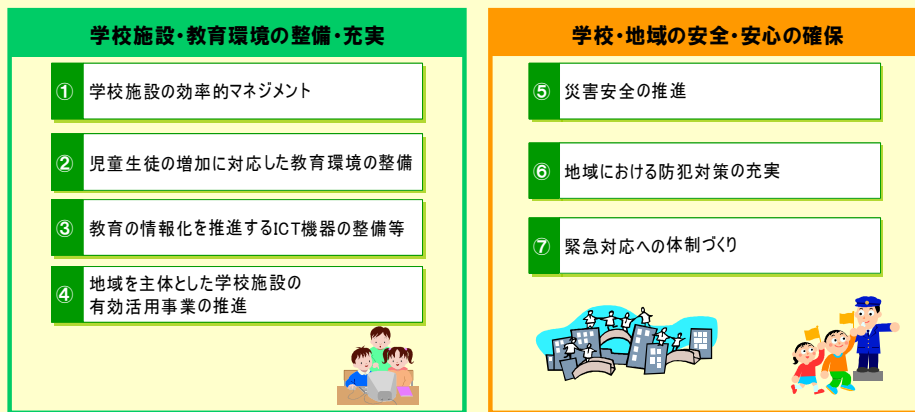 学校施設・教育環境の整備・充実
① 学校施設の効率的マネジメント
② 児童生徒の増加に対応した教育環境の整備
③ 教育の情報化を推進するICT機器の整備等
④ 地域を主体とした学校施設の
有効活用事業の推進
学校・地域の安全・安心の確保
⑤ 災害安全の推進
⑥ 地域における防犯対策の充実
⑦ 緊急対応への体制づくり